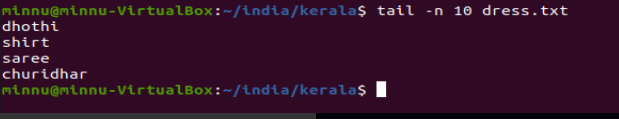 minnu@minnu-VirtualBox:~/india/kerala$ tail -n 10 dress.txt
dhothi
shirt
saree
churidhar
minnu@minnu-VirtualBox:~/india/kerala$